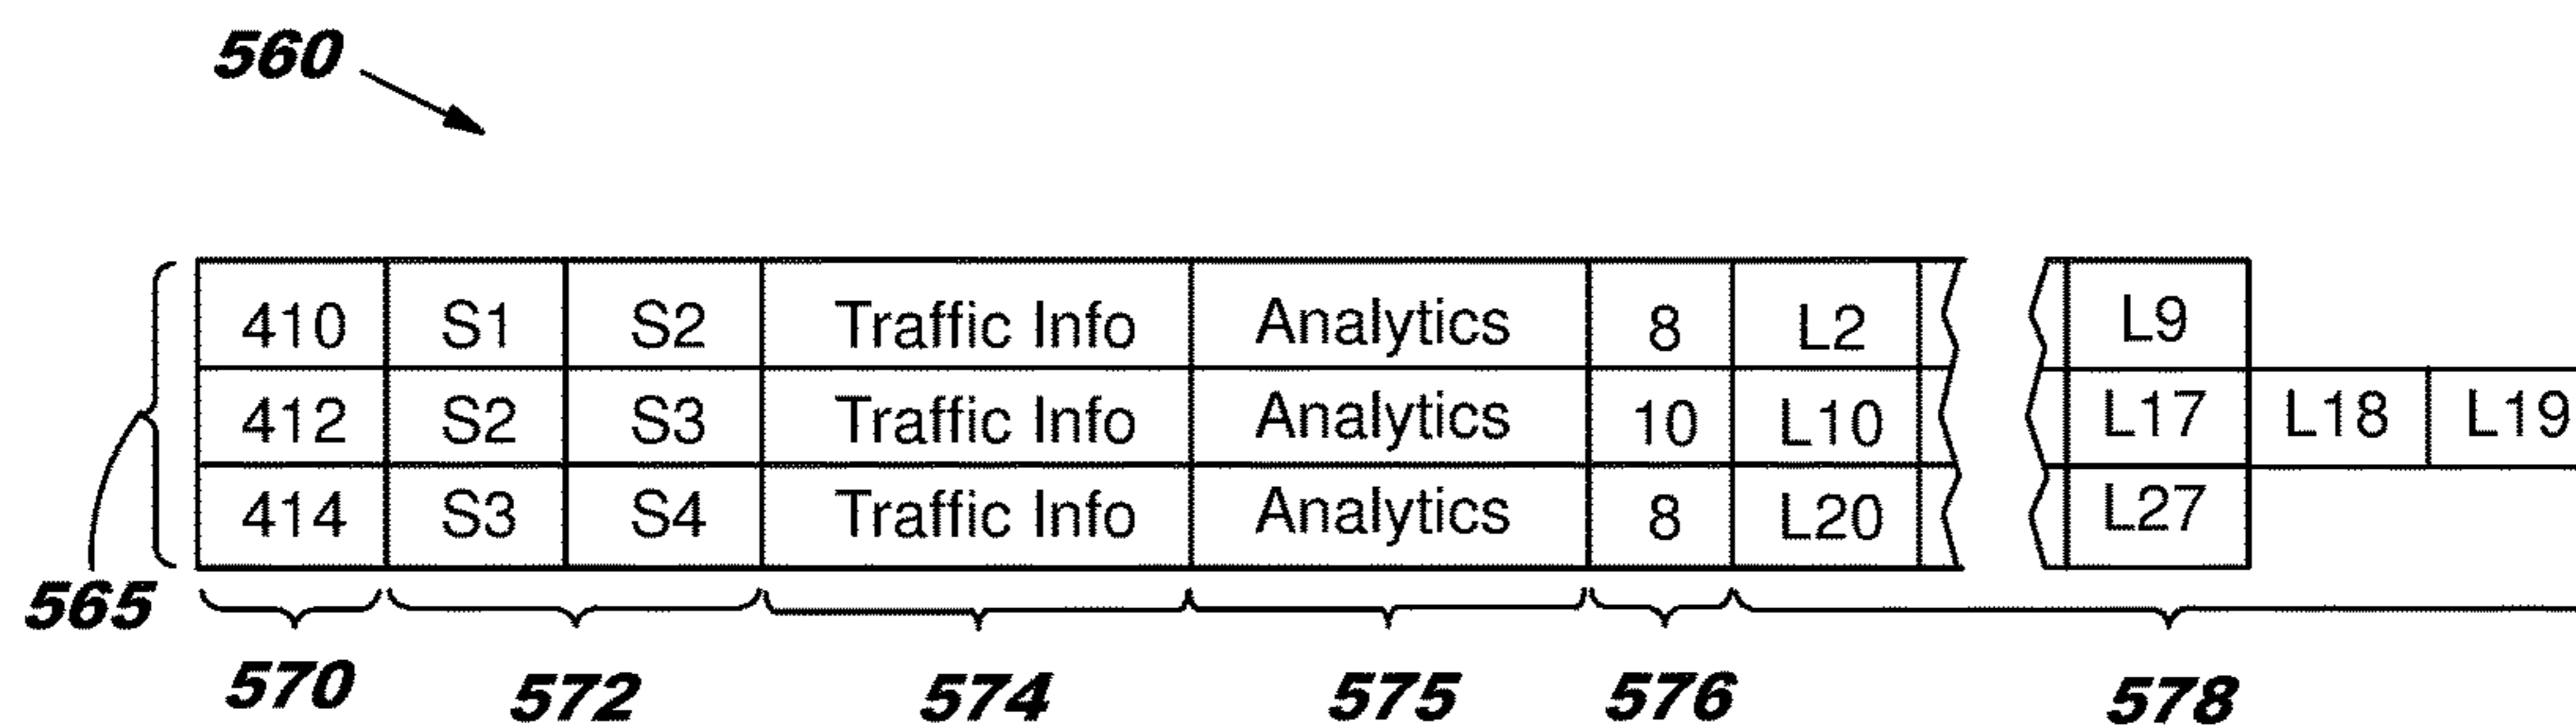 560
410 S1 S2 Traffic Info Analytics 8 L2 L9
412 S2 S3 Traffic Info Analytics 10 L10 L17 L18 L19
414 S3 S4 Traffic Info Analytics 8 L20 L27
565
570 572 574 575 576 578